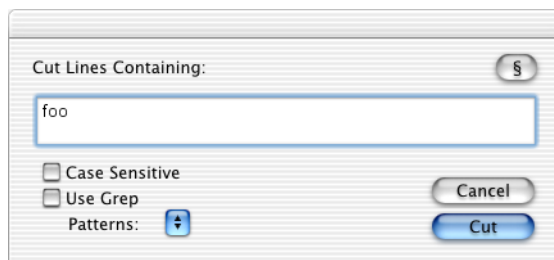 Cut Lines Containing:
§
foo
Case Sensitive
Use Grep
Patterns:
Cancel
Cut